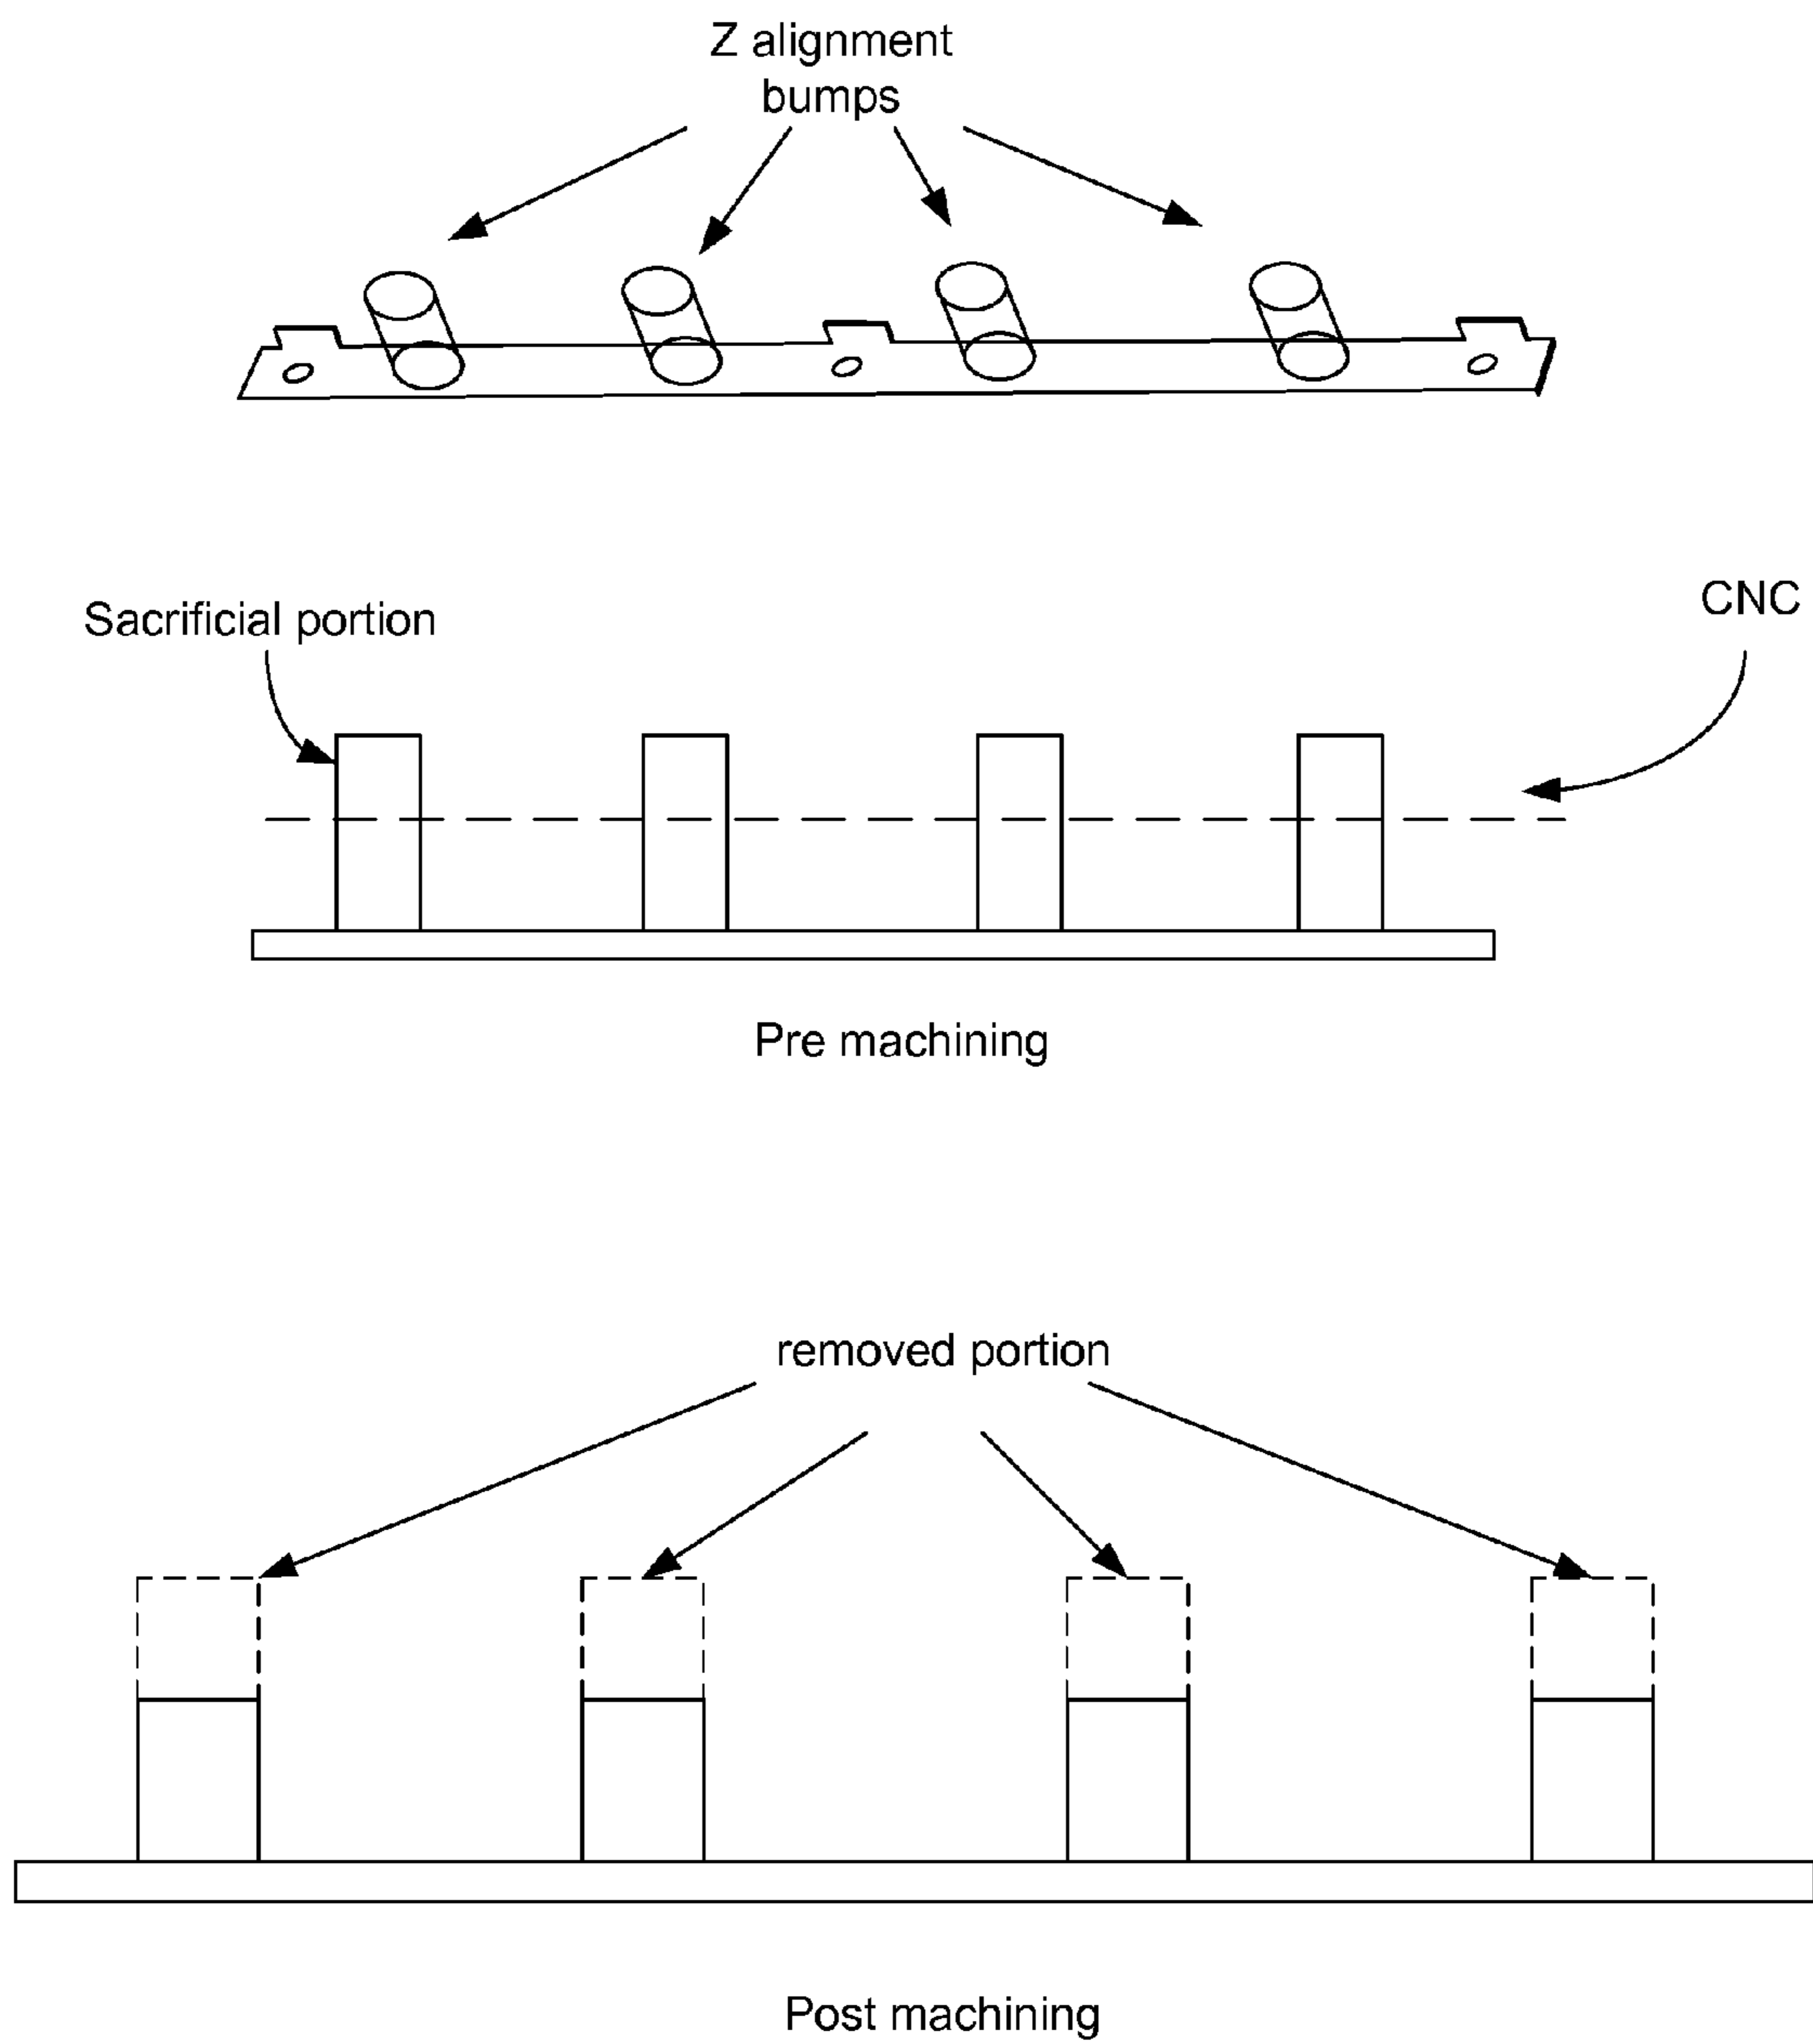 Z alignment
bumps
Sacrificial portion
CNC
Pre machining
removed portion
Post machining